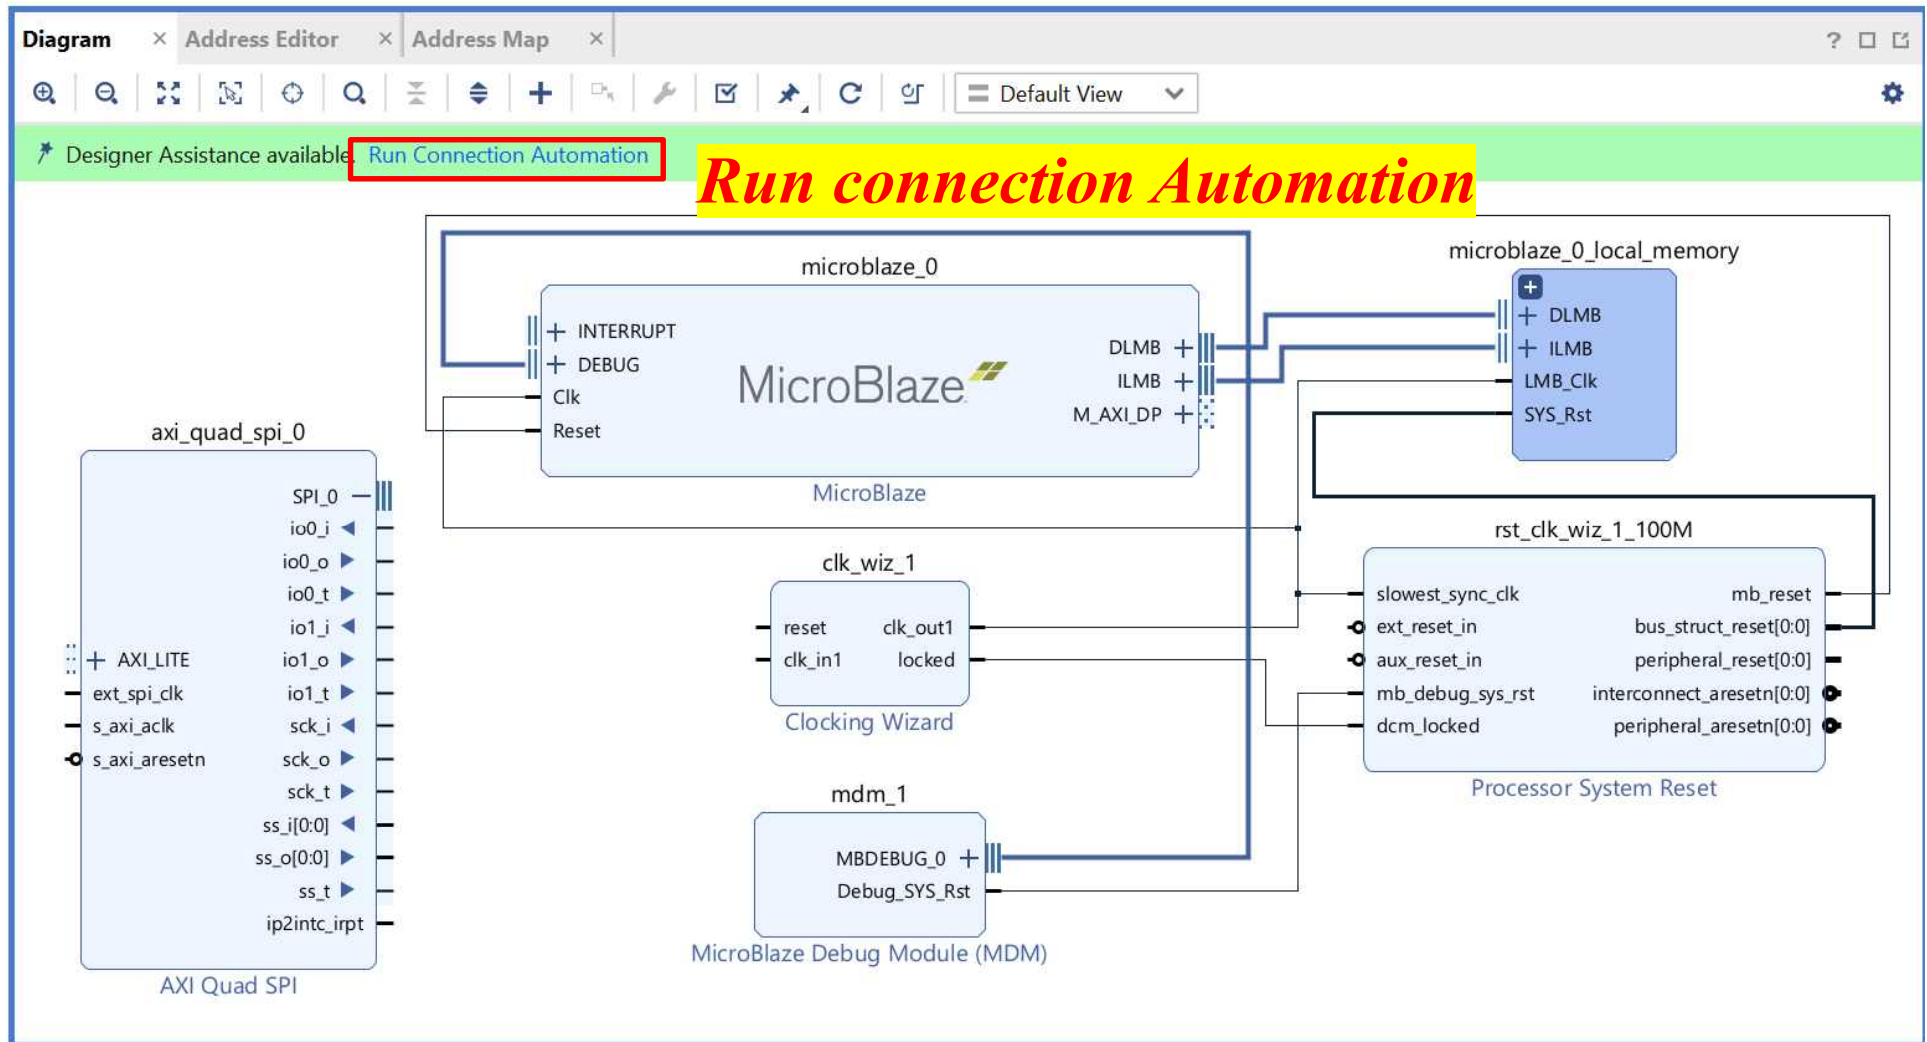 Diagram
Address Editor
Address Map
Default View
Designer Assistance available. Run Connection Automation
Run connection Automation
microblaze_0
INTERRUPT
DEBUG
Clk
Reset
MicroBlaze
DLMB
ILMB
M_AXI_DP
MicroBlaze
microblaze_0_local_memory
DLMB
ILMB
LMB_Clk
SYS_Rst
axi_quad_spi_0
SPI_0
io0_i
io0_o
io0_t
io1_i
AXI_LITE io1_o
ext_spi_clk io1_t
s_axi_aclk sck_i
s_axi_aresetn sck_o
sck_t
ss_i[0:0]
ss_o[0:0]
ss_t
ip2intc_irpt
AXI Quad SPI
clk_wiz_1
reset clk_out1
clk_in1 locked
Clocking Wizard
mdm_1
MBDEBUG_0
Debug_SYS_Rst
MicroBlaze Debug Module (MDM)
rst_clk_wiz_1_100M
slowest_sync_clk mb_reset
ext_reset_in bus_struct_reset[0:0]
aux_reset_in peripheral_reset[0:0]
mb_debug_sys_rst interconnect_aresetn[0:0]
dcm_locked peripheral_aresetn[0:0]
Processor System Reset